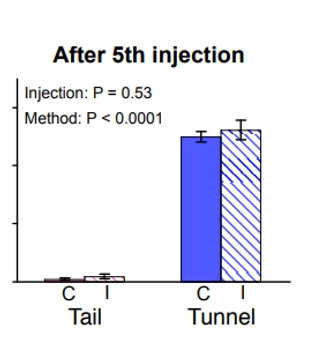 After 5th injection
Injection: P = 0.53
Method: P < 0.0001
C I C I
Tail Tunnel